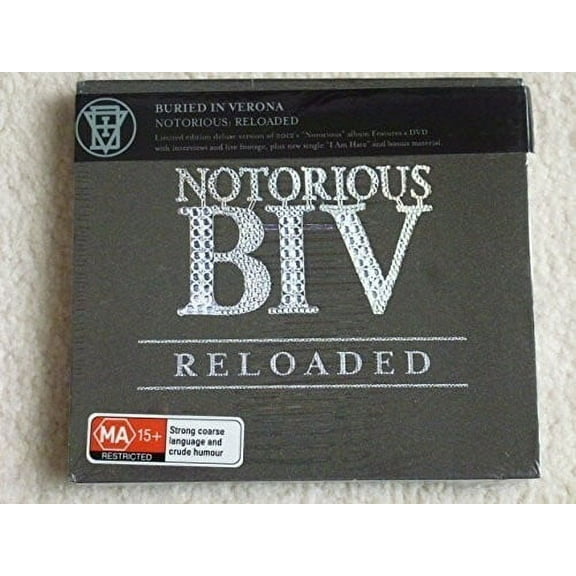 BURIED IN VERONA
NOTORIOUS: RELOADED
Limited edition deluxe version of 2012's "Notorious" album. Features a DVD
with interviews and live footage, plus new single "I Am Hate" and bonus material.
NOTORIOUS
BIV
RELOADED
MA 15+
RESTRICTED
Strong coarse
language and
crude humour